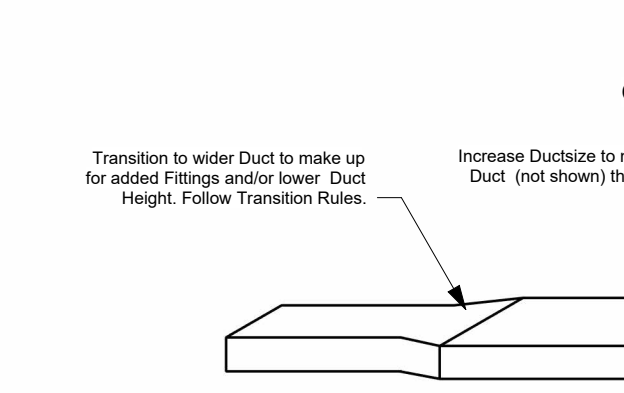 Transition to wider Duct to make up
for added Fittings and/or lower  Duct
Height. Follow Transition Rules.
Increase Ductsize to
Duct  (not shown)